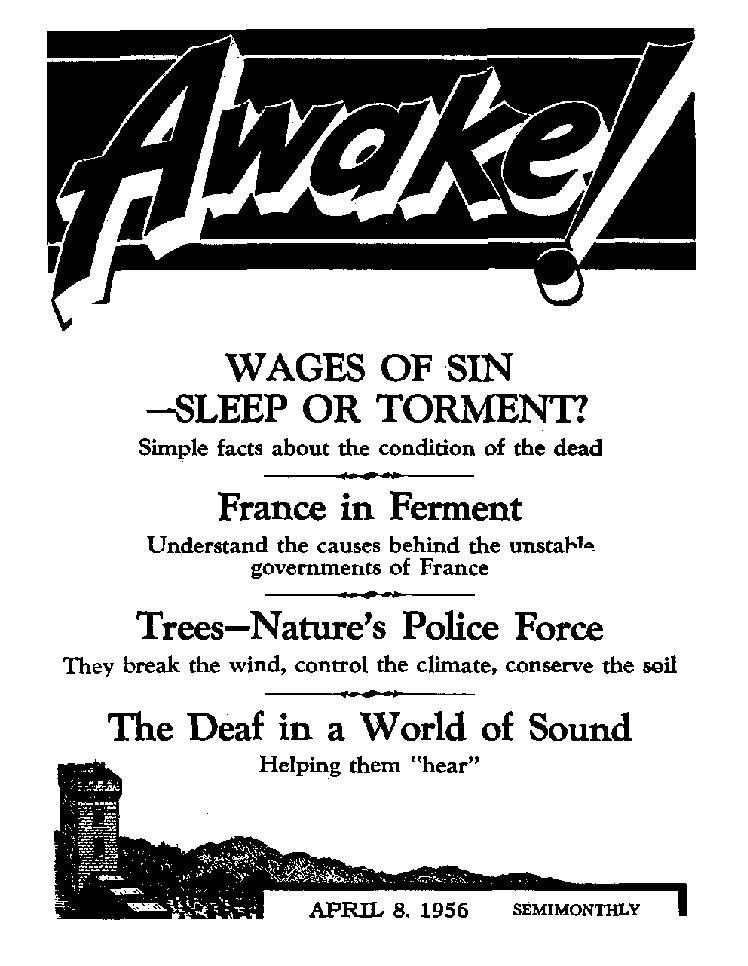 Awake!
WAGES OF SIN
—SLEEP OR TORMENT?
Simple facts about the condition of the dead
France in Ferment
Understand the causes behind the
governments of France
Trees—Nature's Police Force
They break the wind, control the climate, conserve the soil
The Deaf in a World of Sound
Helping them "hear"
APRIL 8, 1956 SEMIMONTHLY